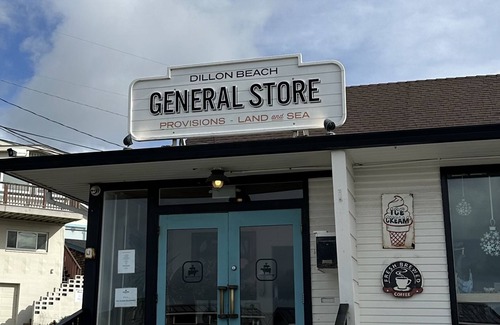 DILLON BEACH
GENERAL STORE
PROVISIONS - LAND and SEA
ICE
CREAM
FRESH BREWED
COFFEE